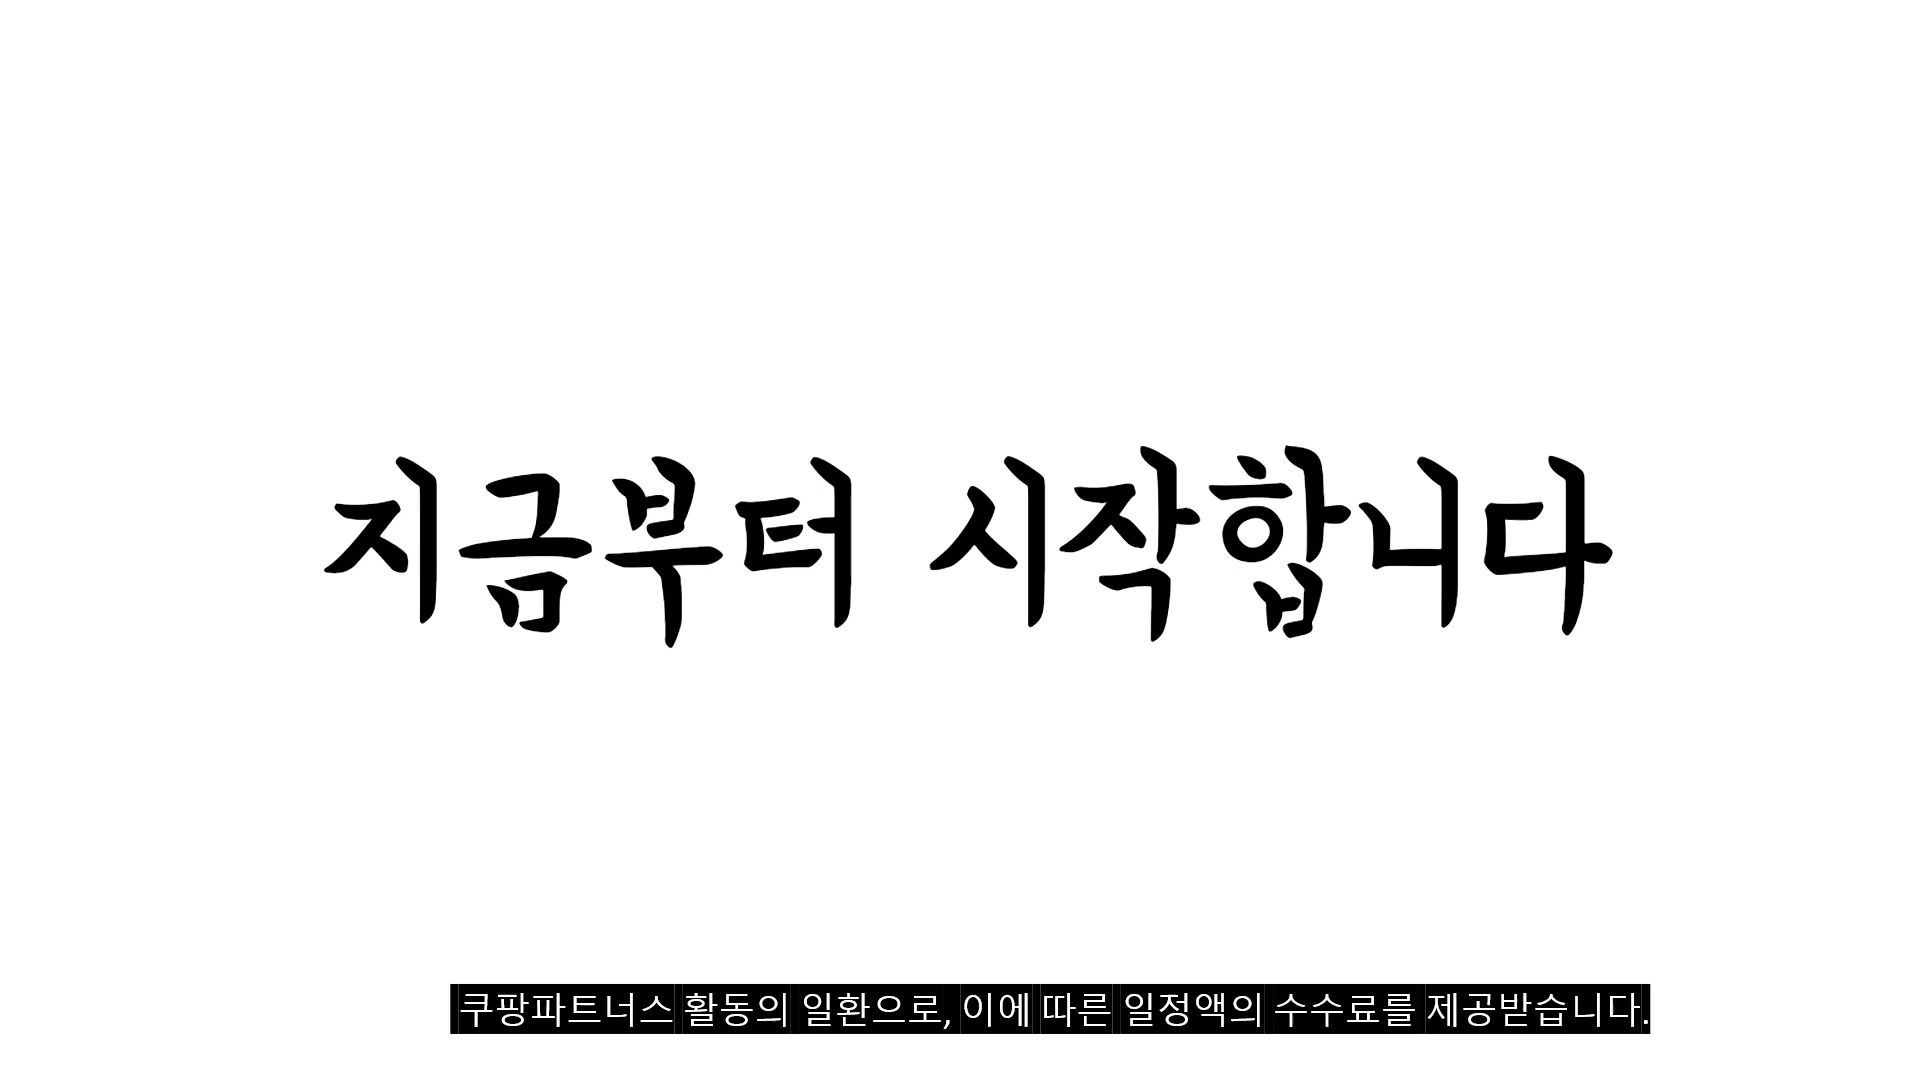 지금부터 시작합니다
쿠팡파트너스 활동의 일환으로, 이에 따른 일정액의 수수료를 제공받습니다.